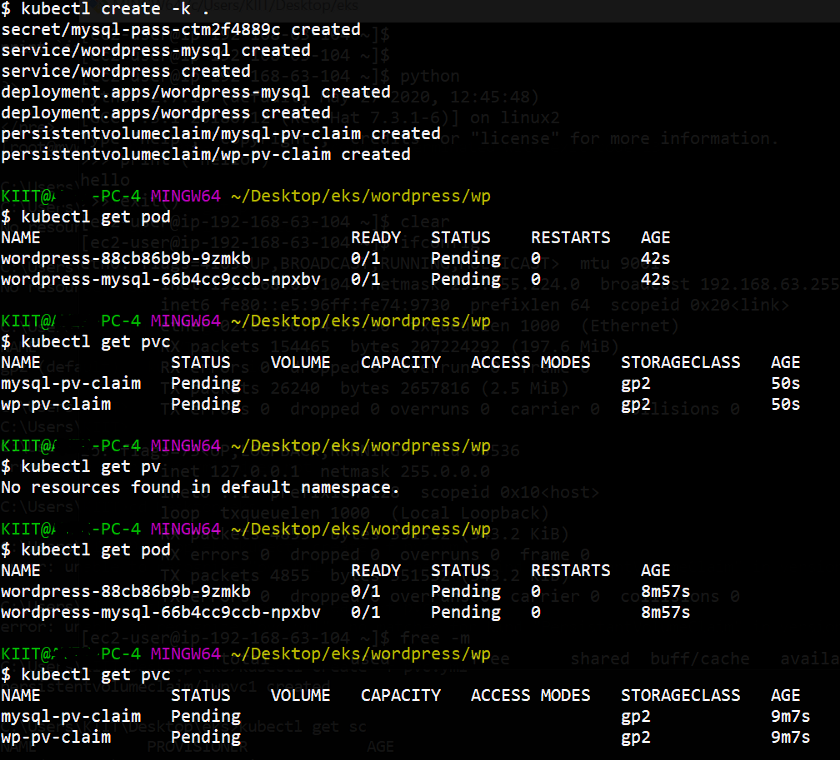 $ kubectl create -k .
secret/mysql-pass-ctm2f4889c created
service/wordpress-mysql created
service/wordpress created
deployment.apps/wordpress-mysql created
deployment.apps/wordpress created
persistentvolumeclaim/mysql-pv-claim created
persistentvolumeclaim/wp-pv-claim created
KIIT@ -PC-4 MINGW64 ~/Desktop/eks/wordpress/wp
$ kubectl get pod
NAME READY STATUS RESTARTS AGE
wordpress-88cb86b9b-9zmkb 0/1 Pending 0 42s
wordpress-mysql-66b4cc9ccb-npxbv 0/1 Pending 0 42s
KIIT@ PC-4 MINGW64 ~/Desktop/eks/wordpress/wp
$ kubectl get pvc
NAME STATUS VOLUME CAPACITY ACCESS MODES STORAGECLASS AGE
mysql-pv-claim Pending gp2 50s
wp-pv-claim Pending gp2 50s
KIIT@ -PC-4 MINGW64 ~/Desktop/eks/wordpress/wp
$ kubectl get pv
No resources found in default namespace.
KIIT@ -PC-4 MINGW64 ~/Desktop/eks/wordpress/wp
$ kubectl get pod
NAME READY STATUS RESTARTS AGE
wordpress-88cb86b9b-9zmkb 0/1 Pending 0 8m57s
wordpress-mysql-66b4cc9ccb-npxbv 0/1 Pending 0 8m57s
KIIT@ -PC-4 MINGW64 ~/Desktop/eks/wordpress/wp
$ kubectl get pvc
NAME STATUS VOLUME CAPACITY ACCESS MODES STORAGECLASS AGE
mysql-pv-claim Pending gp2 9m7s
wp-pv-claim Pending gp2 9m7s